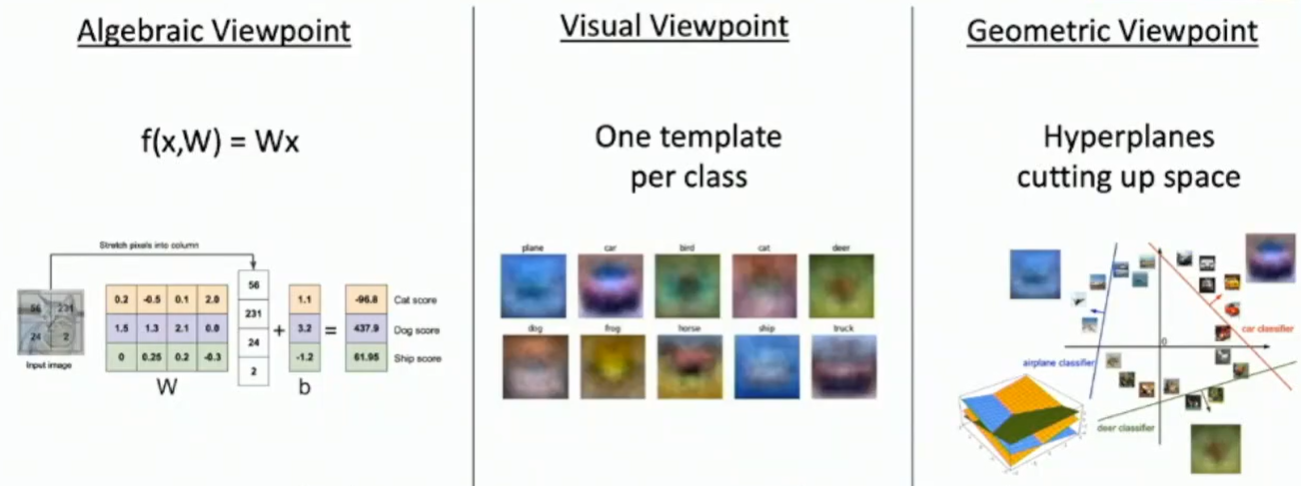 Algebraic Viewpoint
f(x,W) = Wx
Stretch pixels into column
56 231
24 2
Input image
0.2 -0.5 0.1 2.0
1.5 1.3 2.1 0.0
0 0.25 0.2 -0.3
W
56
231
24
2
+
1.1
3.2
-1.2
b
=
-96.8 Cat score
437.9 Dog score
61.95 Ship score
Visual Viewpoint
One template
per class
plane car bird cat deer
dog frog horse ship truck
Geometric Viewpoint
Hyperplanes
cutting up space
0
car classifier
airplane classifier
deer classifier